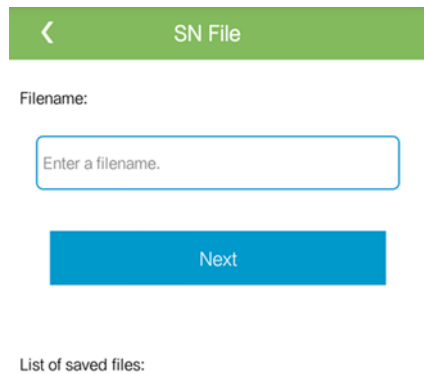 SN File
Filename:
Enter a filename.
Next
List of saved files: